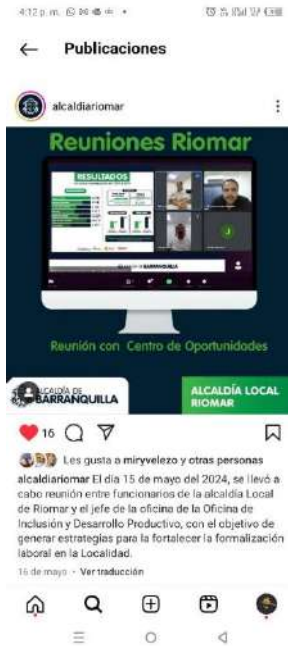 4:12 p. m.
Publicaciones
alcaldiariomar
Reuniones Riomar
RESULTADOS
BARRANQUILLA
Reunión con Centro de Oportunidades
ALCALDÍA DE
BARRANQUILLA
ALCALDÍA LOCAL
RIOMAR
16
Les gusta a miryvelezo y otras personas
alcaldiariomar El día 15 de mayo del 2024, se llevó a
cabo reunión entre funcionarios de la alcaldía Local
de Riomar y el jefe de la oficina de la Oficina de
Inclusión y Desarrollo Productivo, con el objetivo de
generar estrategias para la fortalecer la formalización
laboral en la Localidad.
16 de mayo · Ver traducción